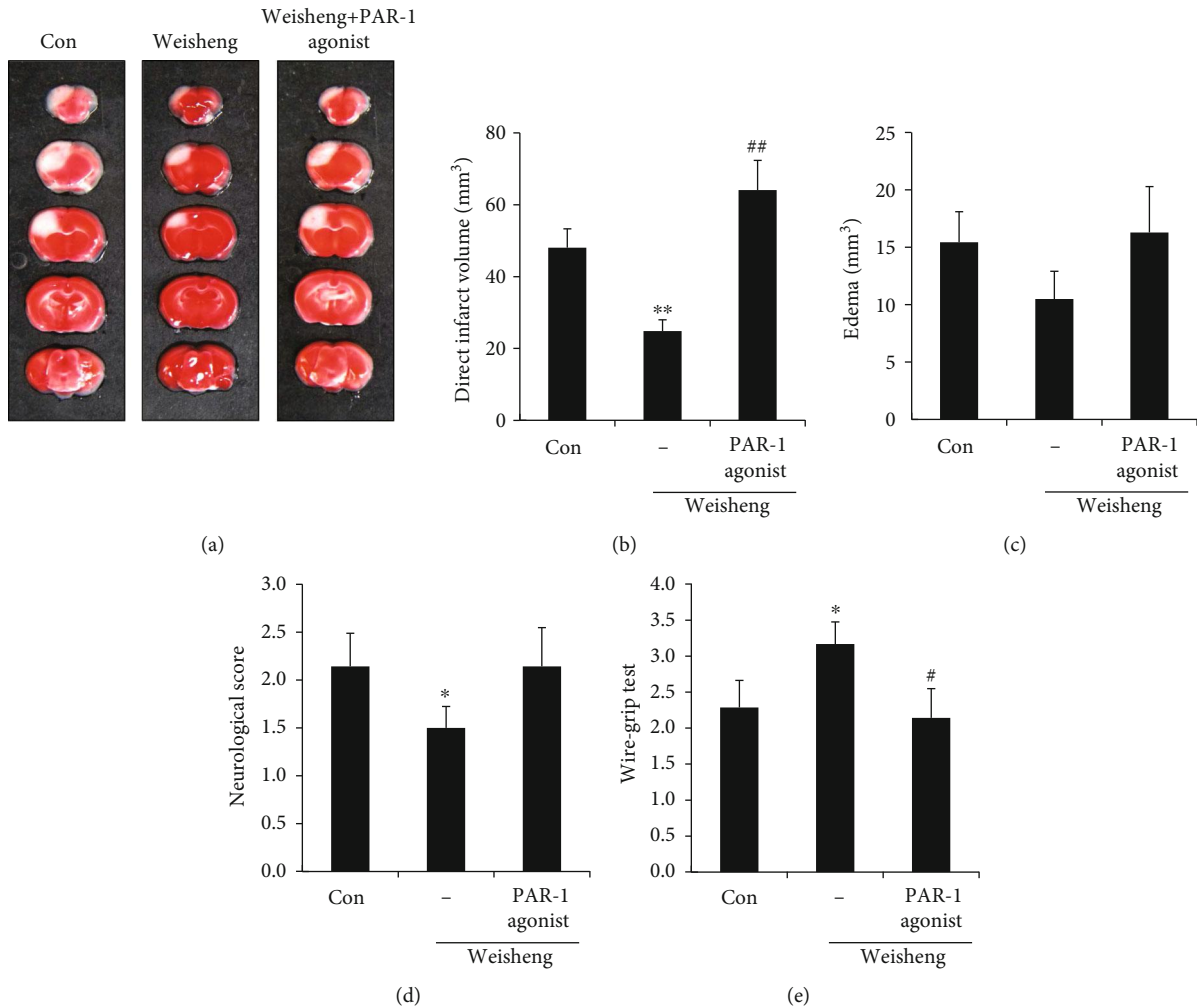 Con
Weisheng
Weisheng+PAR-1
agonist
(a)
Direct infarct volume (mm³)
80
60
40
20
0
**
##
Con
–
PAR-1
agonist
Weisheng
(b)
Edema (mm³)
25
20
15
10
5
0
Con
–
PAR-1
agonist
Weisheng
(c)
Neurological score
3.0
2.5
2.0
1.5
1.0
0.5
0.0
*
Con
–
PAR-1
agonist
Weisheng
(d)
Wire-grip test
4.0
3.5
3.0
2.5
2.0
1.5
1.0
0.5
0.0
*
#
Con
–
PAR-1
agonist
Weisheng
(e)